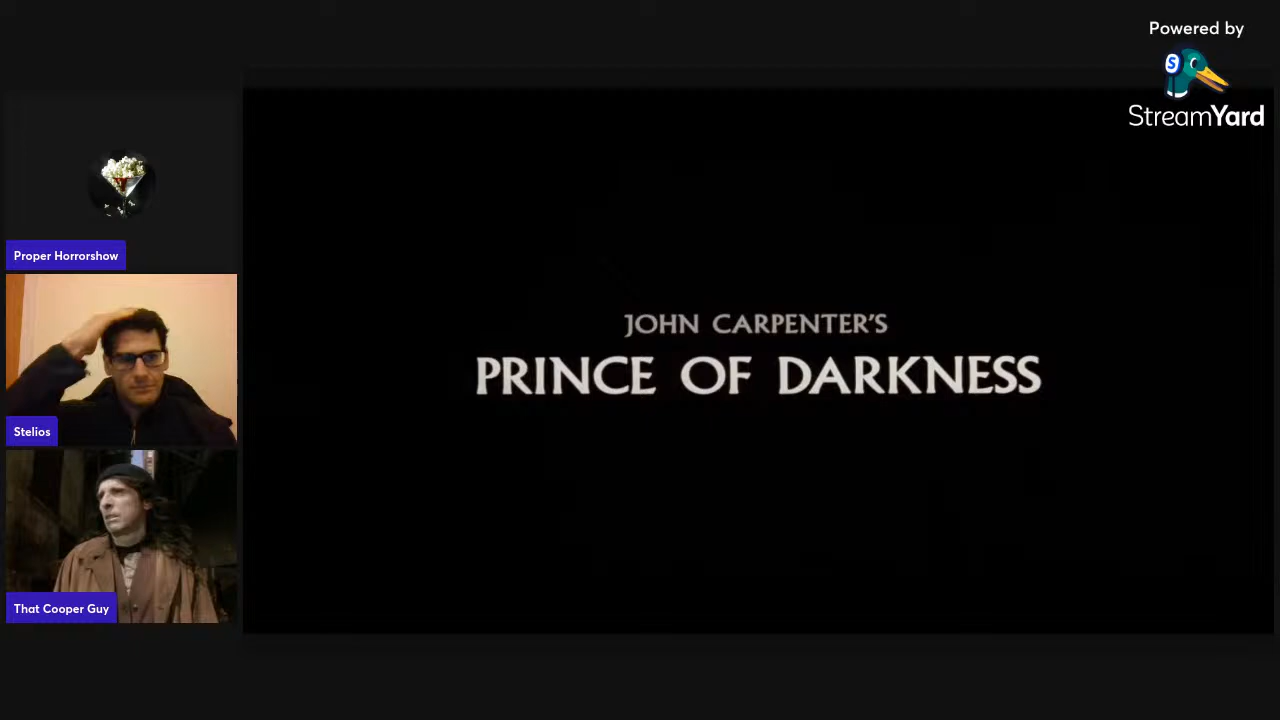 Powered by
StreamYard
Proper Horrorshow
JOHN CARPENTER'S
PRINCE OF DARKNESS
Stelios
That Cooper Guy